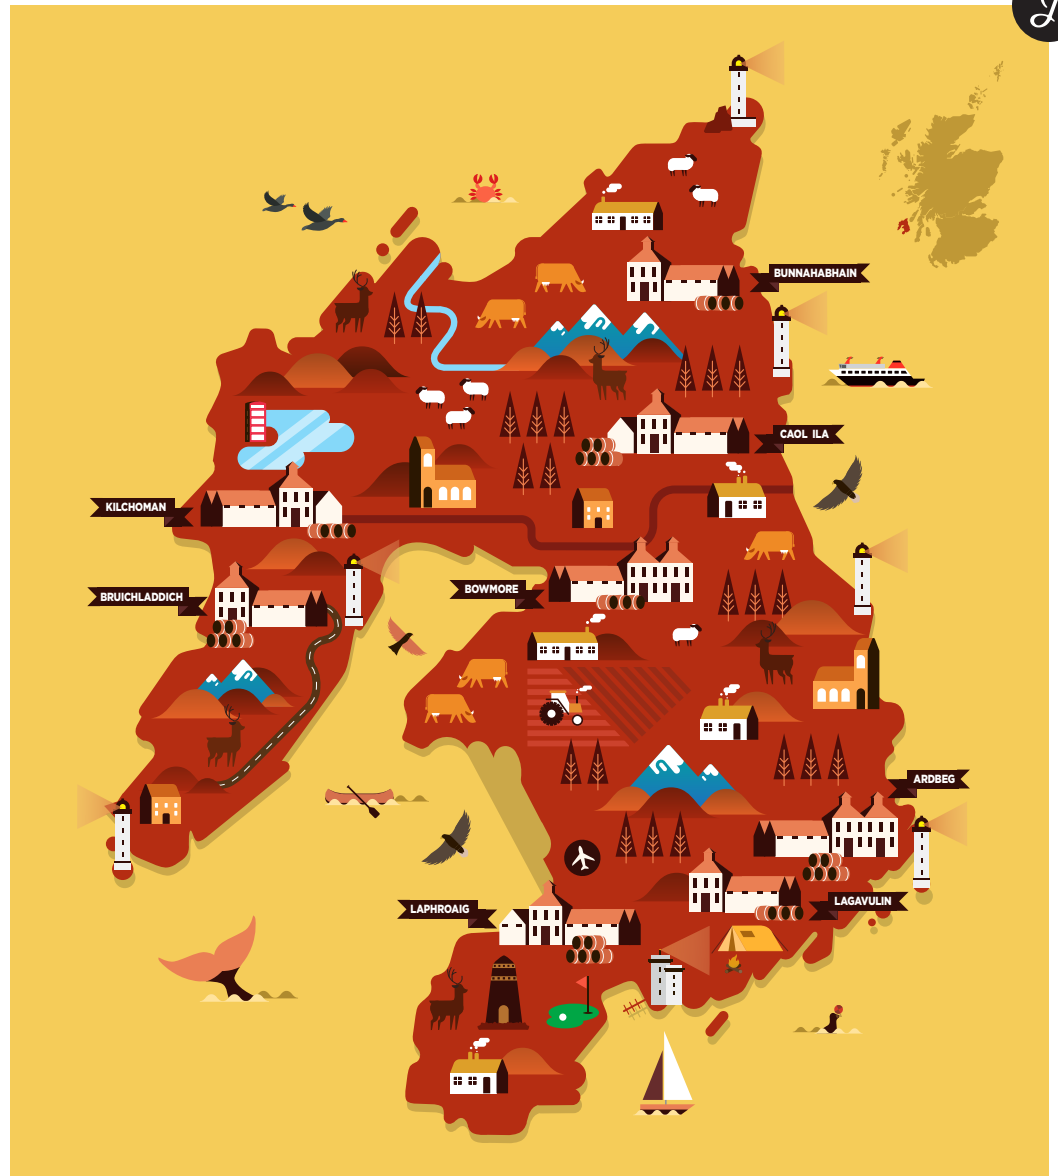 BUNNAHABHAIN
CAOL ILA
KILCHOMAN
BOWMORE
BRUICHLADDICH
ARDBEG
LAGAVULIN
LAPHROAIG